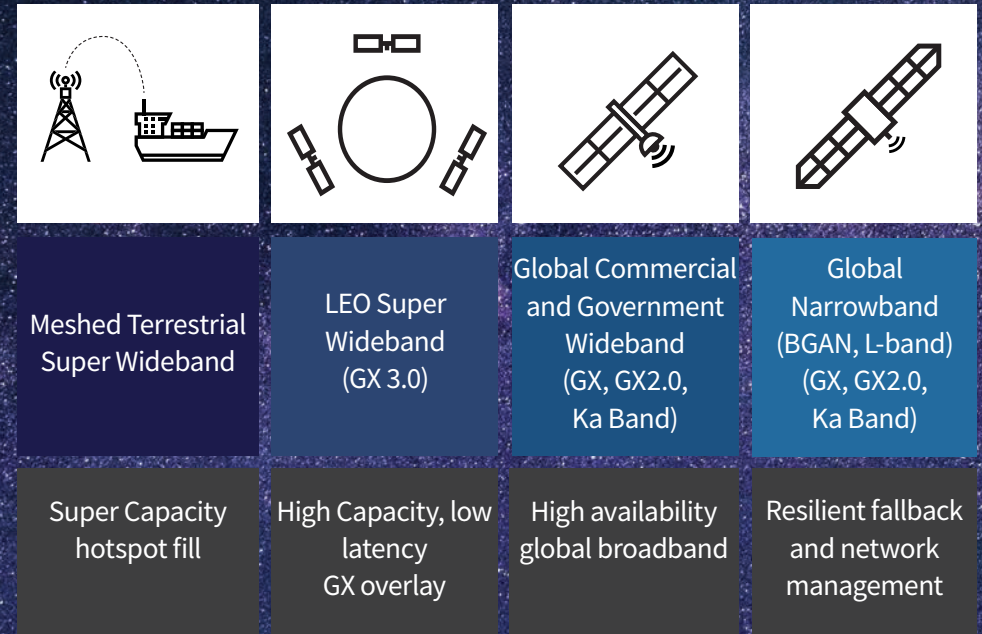 Meshed Terrestrial
Super Wideband
LEO Super
Wideband
(GX 3.0)
Global Commercial
and Government
Wideband
(GX, GX2.0,
Ka Band)
Global
Narrowband
(BGAN, L-band)
(GX, GX2.0,
Ka Band)
Super Capacity
hotspot fill
High Capacity, low
latency
GX overlay
High availability
global broadband
Resilient fallback
and network
management